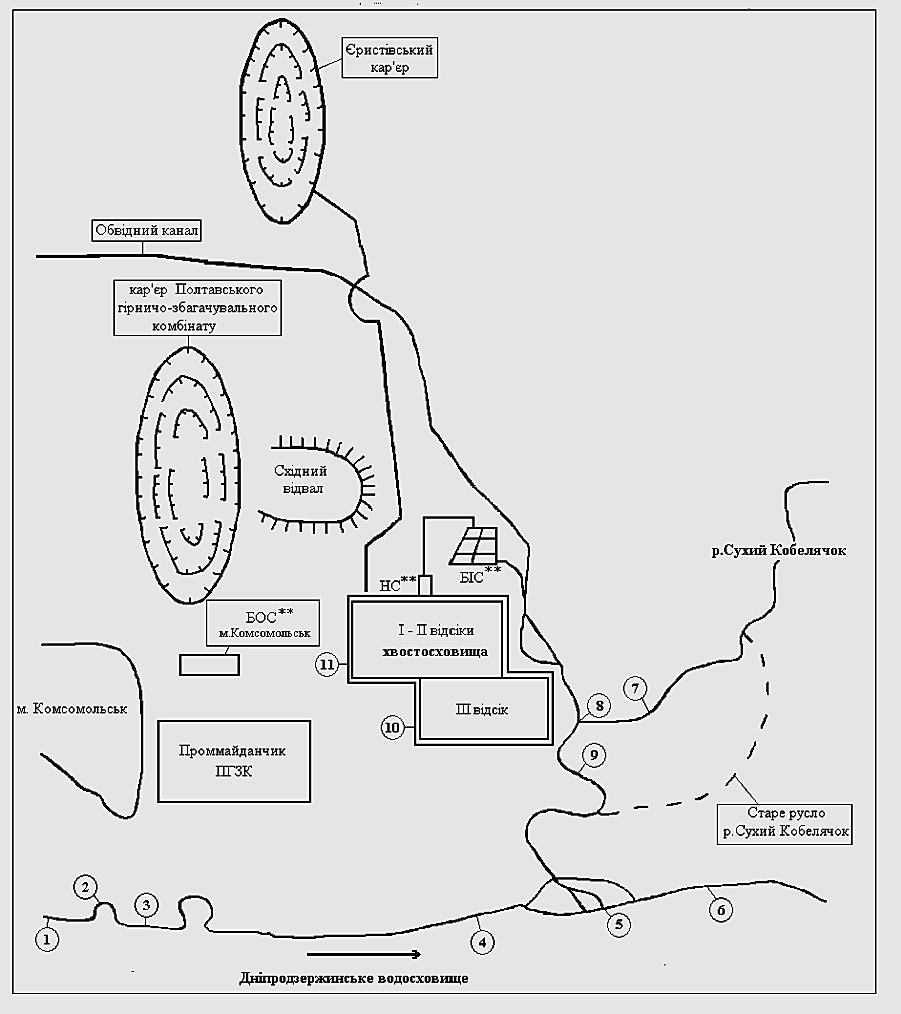 Єристівський
кар'єр
Обвідний канал
кар'єр Полтавського
гірничо-збагачувального
комбінату
Східний
відвал
р.Сухий Кобелячок
НС**
БІС**
БОС**
м.Комсомольськ
І - ІІ відсіки
хвостосховища
11
ІІІ відсік
10
м. Комсомольськ
Проммайданчик
ПГЗК
8
7
9
Старе русло
р.Сухий Кобелячок
2
3
1
4
5
6
Дніпродзержинське водосховище